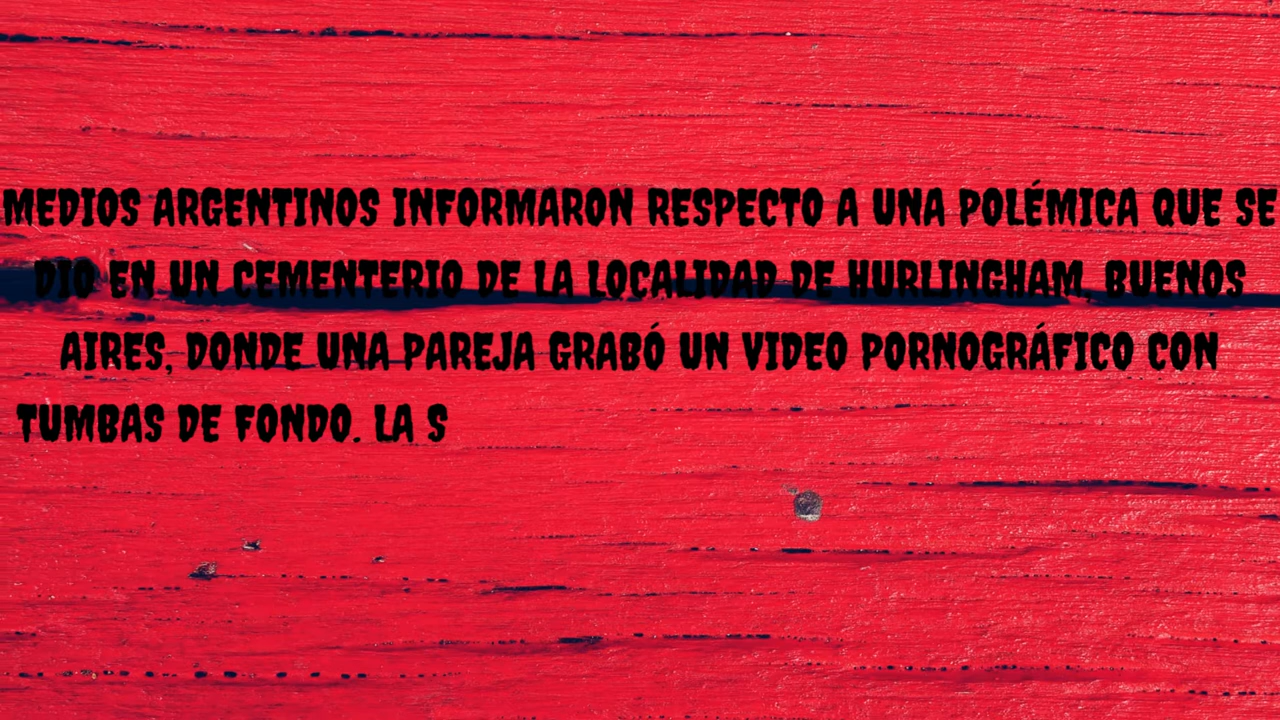 MEDIOS ARGENTINOS INFORMARON RESPECTO A UNA POLÉMICA QUE SE
DIO EN UN CEMENTERIO DE LA LOCALIDAD DE HURLINGHAM, BUENOS
AIRES, DONDE UNA PAREJA GRABÓ UN VIDEO PORNOGRÁFICO CON
TUMBAS DE FONDO. LA S